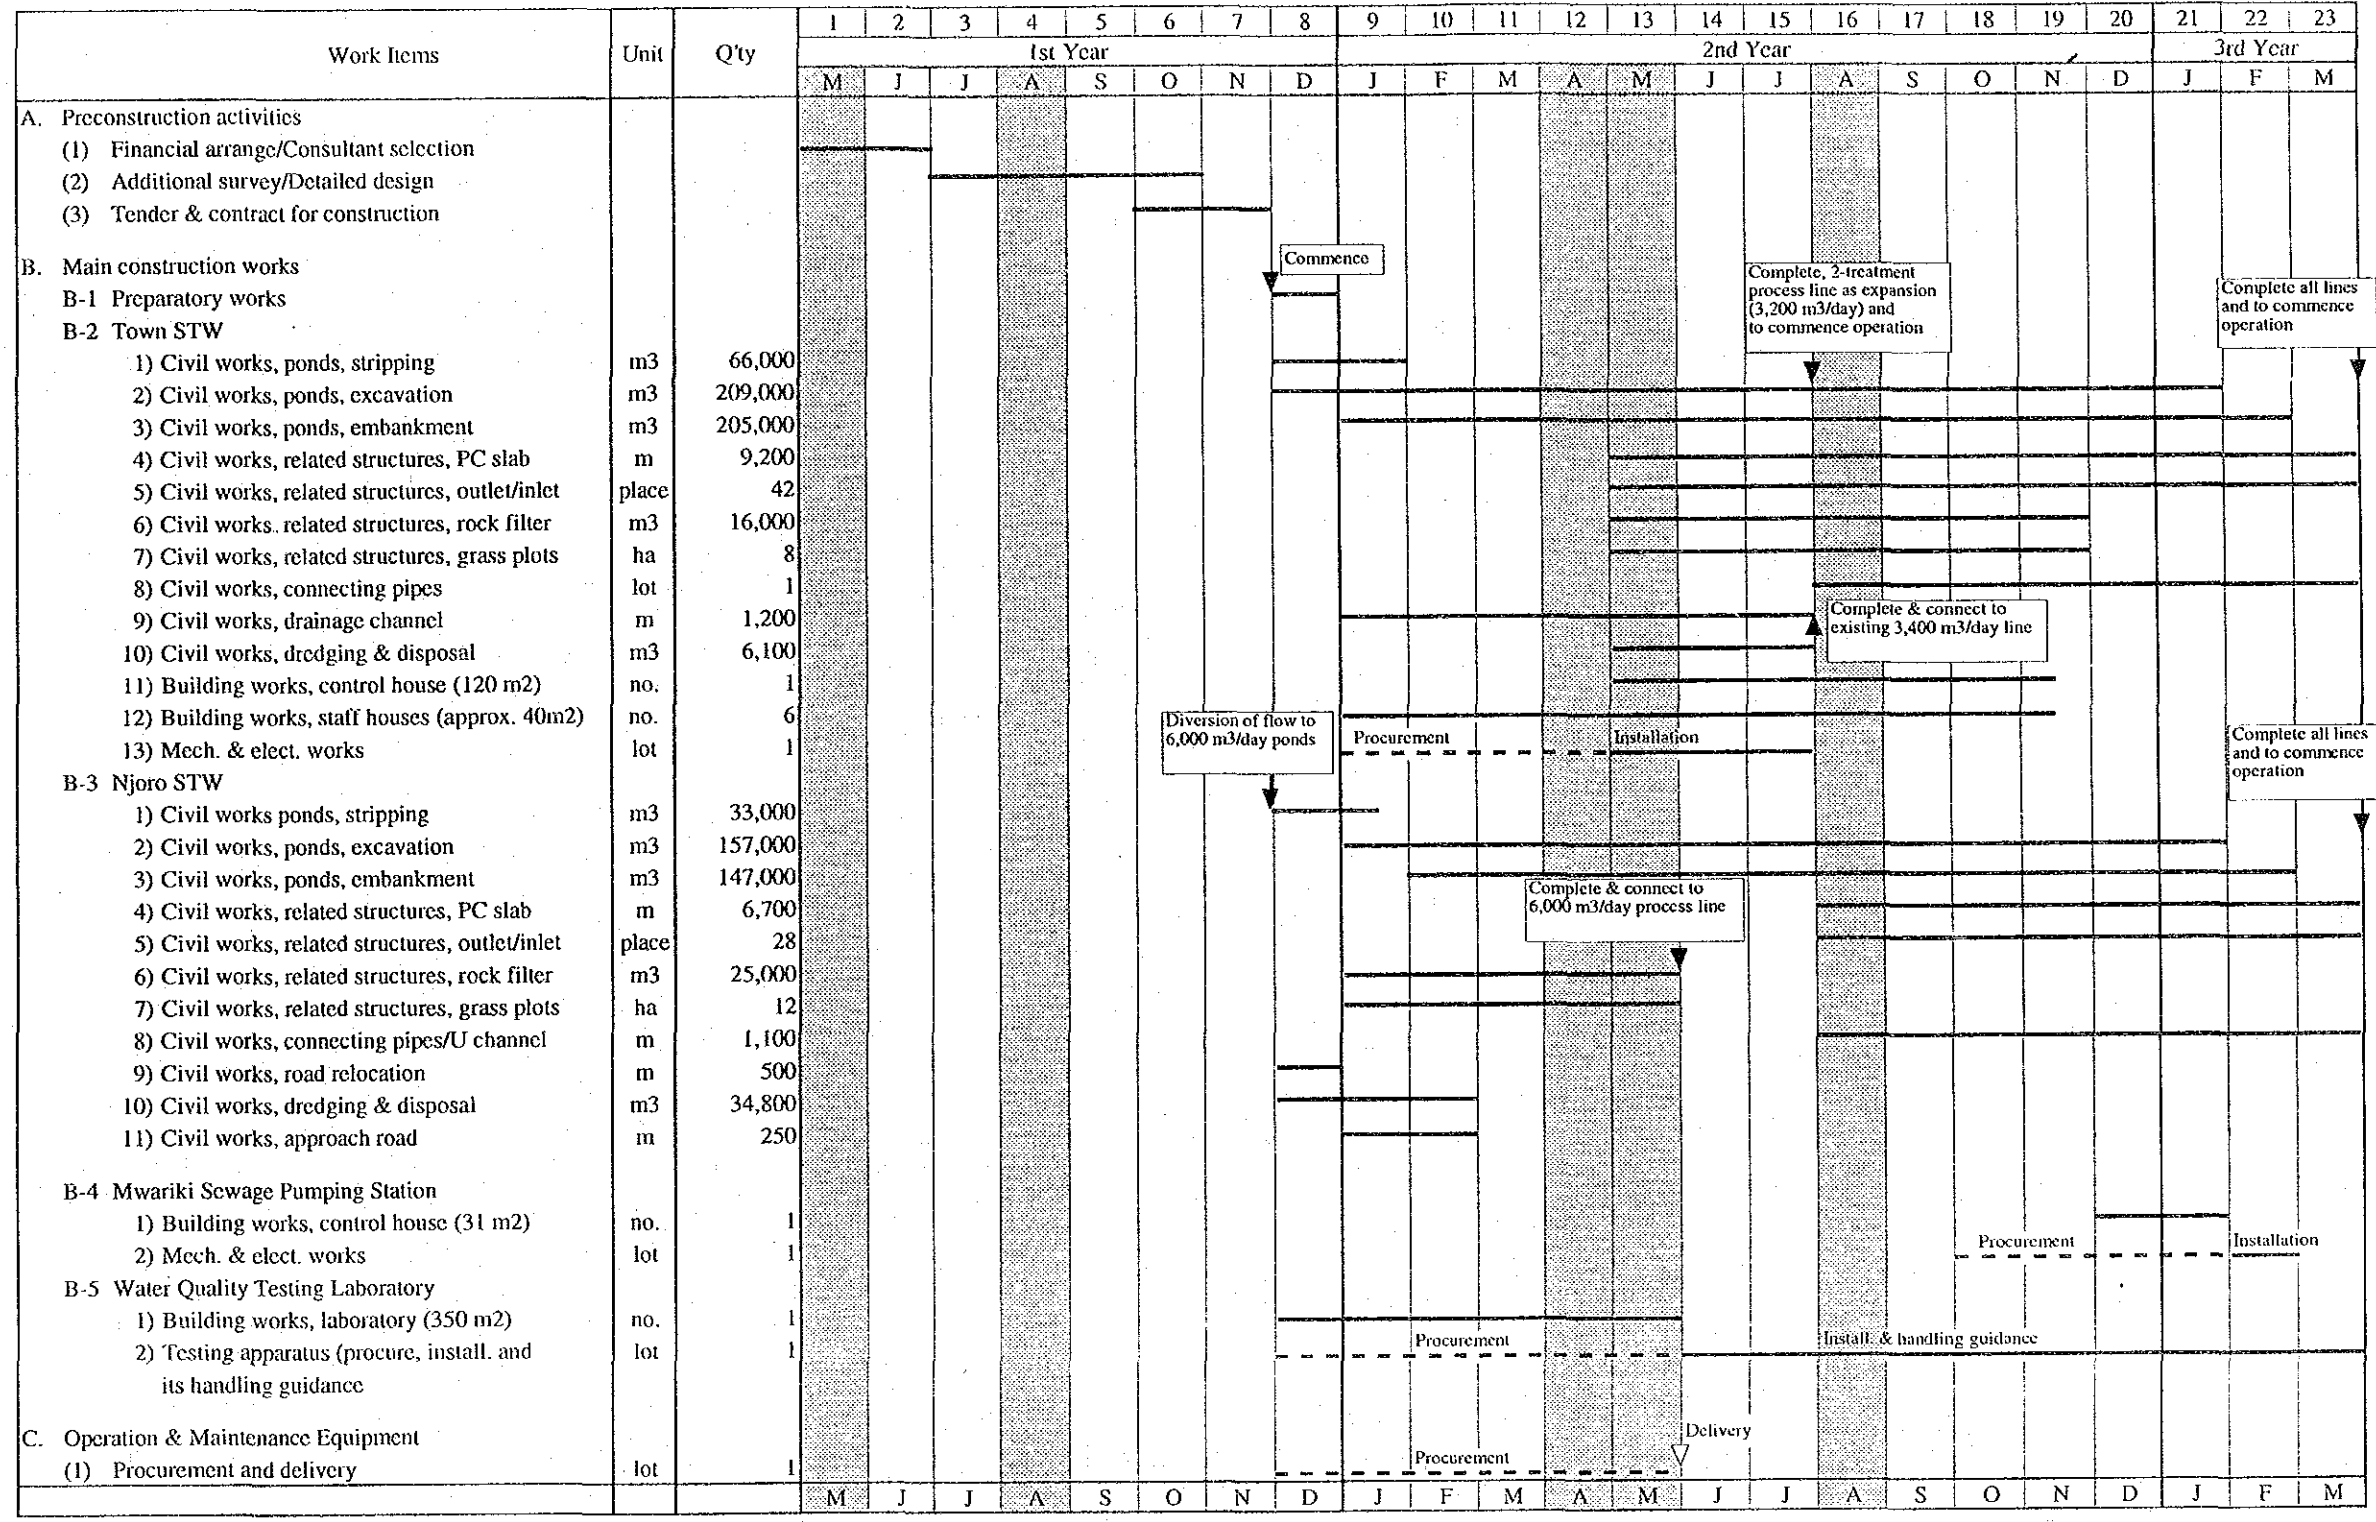 1 2 3 4 5 6 7 8 9 10 11 12 13 14 15 16 17 18 19 20 21 22 23
Work Items Unit Q'ty 1st Year 2nd Year 3rd Year
M J J A S O N D J F M A M J J A S O N D J F M
A. Preconstruction activities
(1) Financial arrange/Consultant selection
(2) Additional survey/Detailed design
(3) Tender & contract for construction
B. Main construction works
Commence
B-1 Preparatory works
Complete, 2-treatment
process line as expansion
(3,200 m3/day) and
to commence operation
Complete all lines
and to commence
operation
B-2 Town STW
1) Civil works, ponds, stripping m3 66,000
2) Civil works, ponds, excavation m3 209,000
3) Civil works, ponds, embankment m3 205,000
4) Civil works, related structures, PC slab m 9,200
5) Civil works, related structures, outlet/inlet place 42
6) Civil works.. related structures, rock filter m3 16,000
7) Civil works, related structures, grass plots ha 8
8) Civil works, connecting pipes lot 1
9) Civil works, drainage channel m 1,200
Complete & connect to
existing 3,400 m3/day line
10) Civil works, dredging & disposal m3 6,100
11) Building works, control house (120 m2) no. 1
12) Building works, staff houses (approx. 40m2) no. 6
Diversion of flow to
6,000 m3/day ponds
13) Mech. & elect. works lot 1 Procurement Installation
Complete all lines
and to commence
operation
B-3 Njoro STW
1) Civil works ponds, stripping m3 33,000
2) Civil works, ponds, excavation m3 157,000
3) Civil works, ponds, embankment m3 147,000
Complete & connect to
6,000 m3/day process line
4) Civil works, related structures, PC slab m 6,700
5) Civil works, related structures, outlet/inlet place 28
6) Civil works, related structures, rock filter m3 25,000
7) Civil works, related structures, grass plots ha 12
8) Civil works, connecting pipes/U channel m 1,100
9) Civil works, road relocation m 500
10) Civil works, dredging & disposal m3 34,800
11) Civil works, approach road m 250
B-4 Mwariki Sewage Pumping Station
1) Building works, control house (31 m2) no. 1
2) Mech. & elect. works lot 1 Procurement Installation
B-5 Water Quality Testing Laboratory
1) Building works, laboratory (350 m2) no. 1
2) Testing apparatus (procure, install. and lot 1 Procurement Install. & handling guidance
its handling guidance
C. Operation & Maintenance Equipment
Delivery
(1) Procurement and delivery lot 1 Procurement
M J J A S O N D J F M A M J J A S O N D J F M